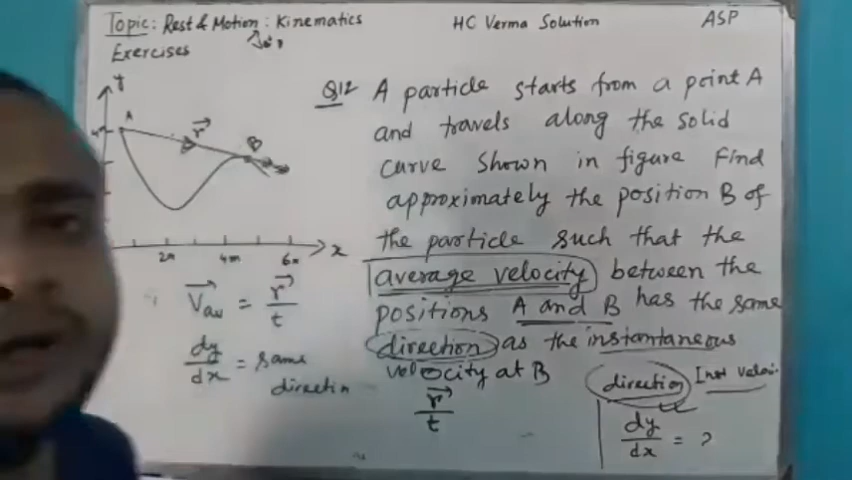 Topic: Rest & Motion: Kinematics
HC Verma Solution
ASP
Exercises
Q12 A particle starts from a point A
and travels along the solid
curve shown in figure Find
approximately the position B of
the particle such that the
average velocity between the
positions A and B has the same
direction as the instantaneous
velocity at B
Y
A
r
B
2m 4m 6m x
Vav = r/t
dy/dx = same
r/t
direction
dy/dx = ?